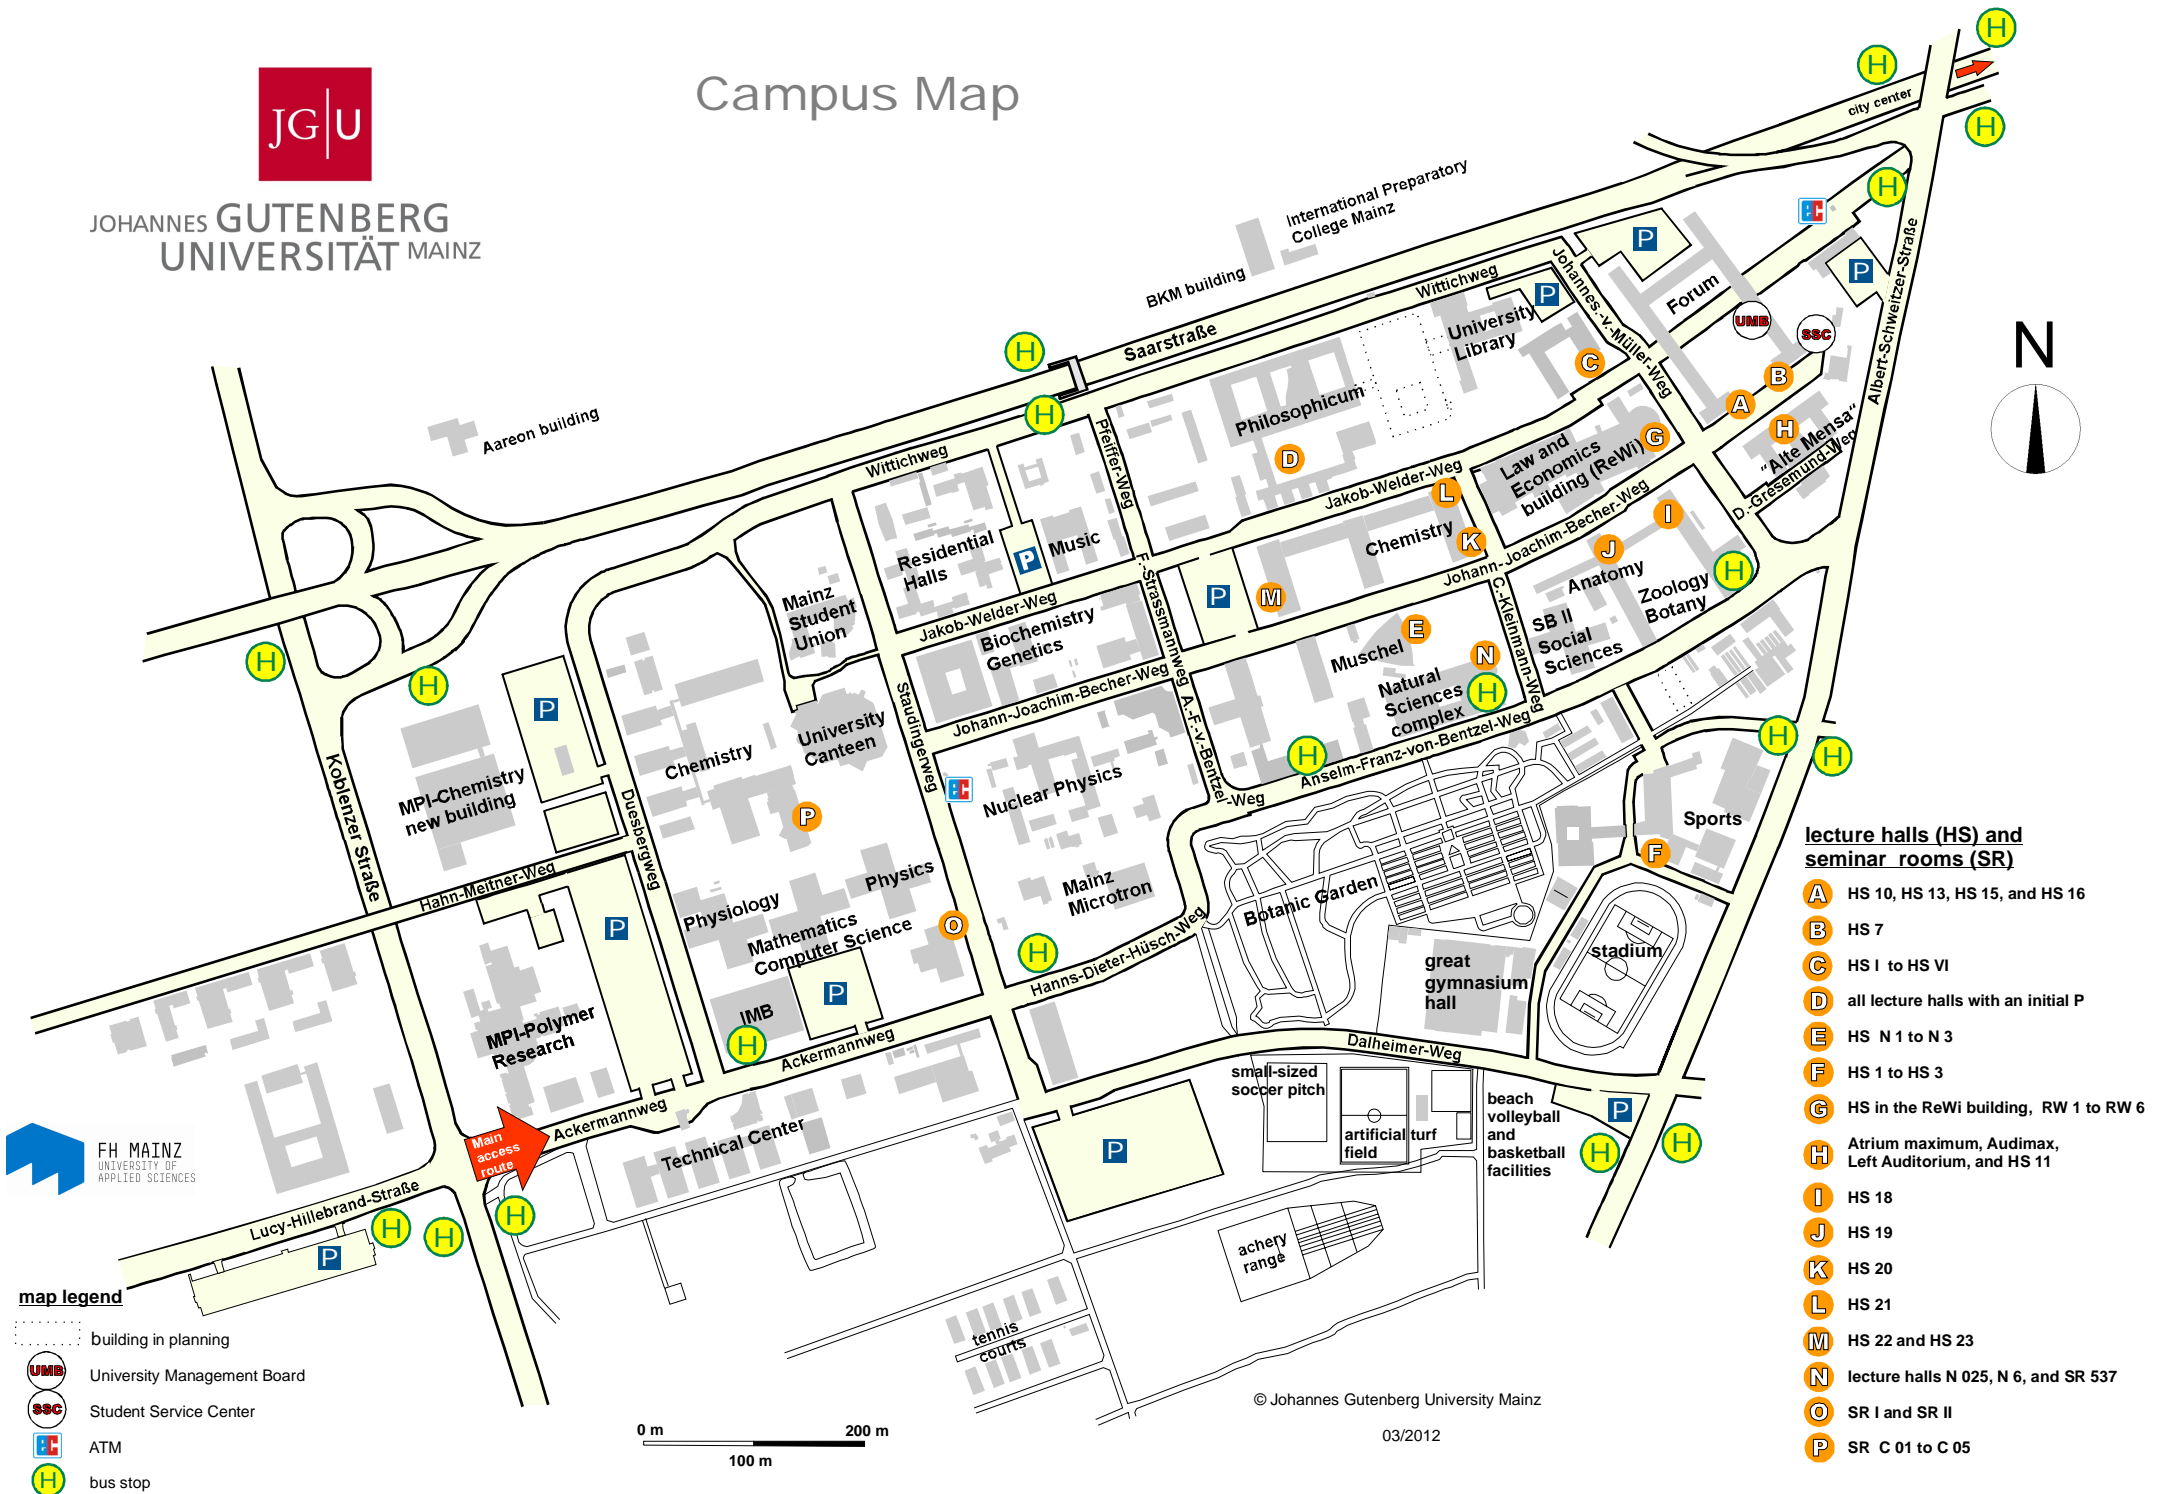 Campus Map
JG|U
JOHANNES GUTENBERG
UNIVERSITÄT MAINZ
H
H
H
city center
H
EC
International Preparatory
College Mainz
BKM building
P
P
Forum
Albert-Schweitzer-Straße
UMB
SSC
Saarstraße
Wittichweg
P
Johannes-v.-Müller-Weg
University
Library
C
B
A
H
"Alte Mensa"
D.-Gresemund-Weg
N
H
H
Aareon building
Wittichweg
Pfeiffer-Weg
Philosophicum
D
Jakob-Welder-Weg
Law and
Economics
building (ReWi)
G
L
K
Chemistry
Johann-Joachim-Becher-Weg
I
J
Anatomy
Zoology
Botany
H
Residential
Halls
P
Music
F.-Strassmannweg
P
M
Mainz
Student
Union
Jakob-Welder-Weg
Biochemistry
Genetics
Johann-Joachim-Becher-Weg
Muschel
E
N
C.-Kleinmann-Weg
SB II
Social
Sciences
Natural
Sciences
complex
H
H
Anselm-Franz-von-Bentzel-Weg
A.-F.-v.-Bentzel-Weg
H
H
H
H
P
MPI-Chemistry
new building
Koblenzer Straße
Duesbergweg
Chemistry
University
Canteen
Staudingerweg
EC
Nuclear Physics
P
Hahn-Meitner-Weg
P
Physiology
Physics
Mathematics
Computer Science
O
Mainz
Microtron
H
Hanns-Dieter-Hüsch-Weg
Botanic Garden
Sports
F
stadium
great
gymnasium
hall
MPI-Polymer
Research
IMB
H
P
Ackermannweg
Dalheimer-Weg
small-sized
soccer pitch
artificial turf
field
beach
volleyball
and
basketball
facilities
P
H
H
P
Ackermannweg
Technical Center
Main
access
route
FH MAINZ
UNIVERSITY OF
APPLIED SCIENCES
Lucy-Hillebrand-Straße
H
H
H
P
achery
range
tennis
courts
lecture halls (HS) and
seminar rooms (SR)
A HS 10, HS 13, HS 15, and HS 16
B HS 7
C HS I to HS VI
D all lecture halls with an initial P
E HS N 1 to N 3
F HS 1 to HS 3
G HS in the ReWi building, RW 1 to RW 6
H Atrium maximum, Audimax,
Left Auditorium, and HS 11
I HS 18
J HS 19
K HS 20
L HS 21
M HS 22 and HS 23
N lecture halls N 025, N 6, and SR 537
O SR I and SR II
P SR C 01 to C 05
map legend
building in planning
UMB University Management Board
SSC Student Service Center
EC ATM
H bus stop
0 m 200 m
100 m
© Johannes Gutenberg University Mainz
03/2012